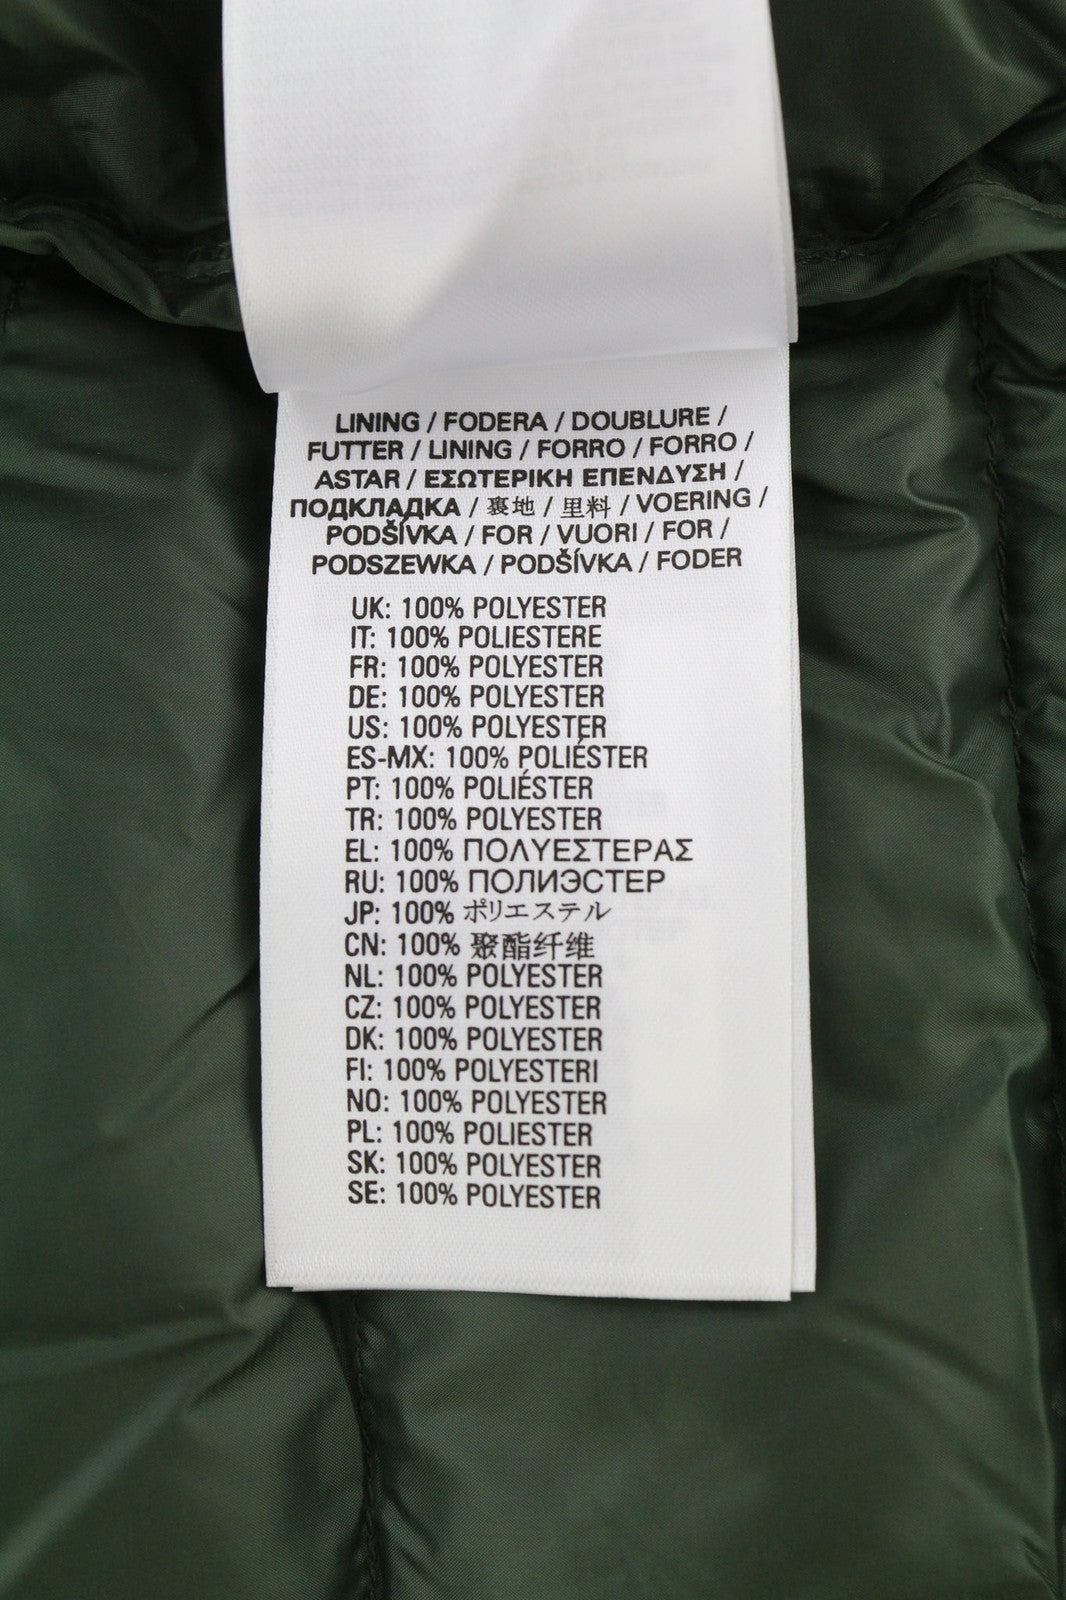 LINING / FODERA / DOUBLURE /
FUTTER / LINING / FORRO / FORRO /
ASTAR / ΕΣΩΤΕΡΙΚΗ ΕΠΕΝΔΥΣΗ /
ПОДКЛАДКА / 裏地 / 里料 / VOERING /
PODŠÍVKA / FOR / VUORI / FOR /
PODSZEWKA / PODŠÍVKA / FODER
UK: 100% POLYESTER
IT: 100% POLIESTERE
FR: 100% POLYESTER
DE: 100% POLYESTER
US: 100% POLYESTER
ES-MX: 100% POLIÉSTER
PT: 100% POLIÉSTER
TR: 100% POLYESTER
EL: 100% ΠΟΛΥΕΣΤΕΡΑΣ
RU: 100% ПОЛИЭСТЕР
JP: 100% ポリエステル
CN: 100% 聚酯纤维
NL: 100% POLYESTER
CZ: 100% POLYESTER
DK: 100% POLYESTER
FI: 100% POLYESTERI
NO: 100% POLYESTER
PL: 100% POLIESTER
SK: 100% POLYESTER
SE: 100% POLYESTER